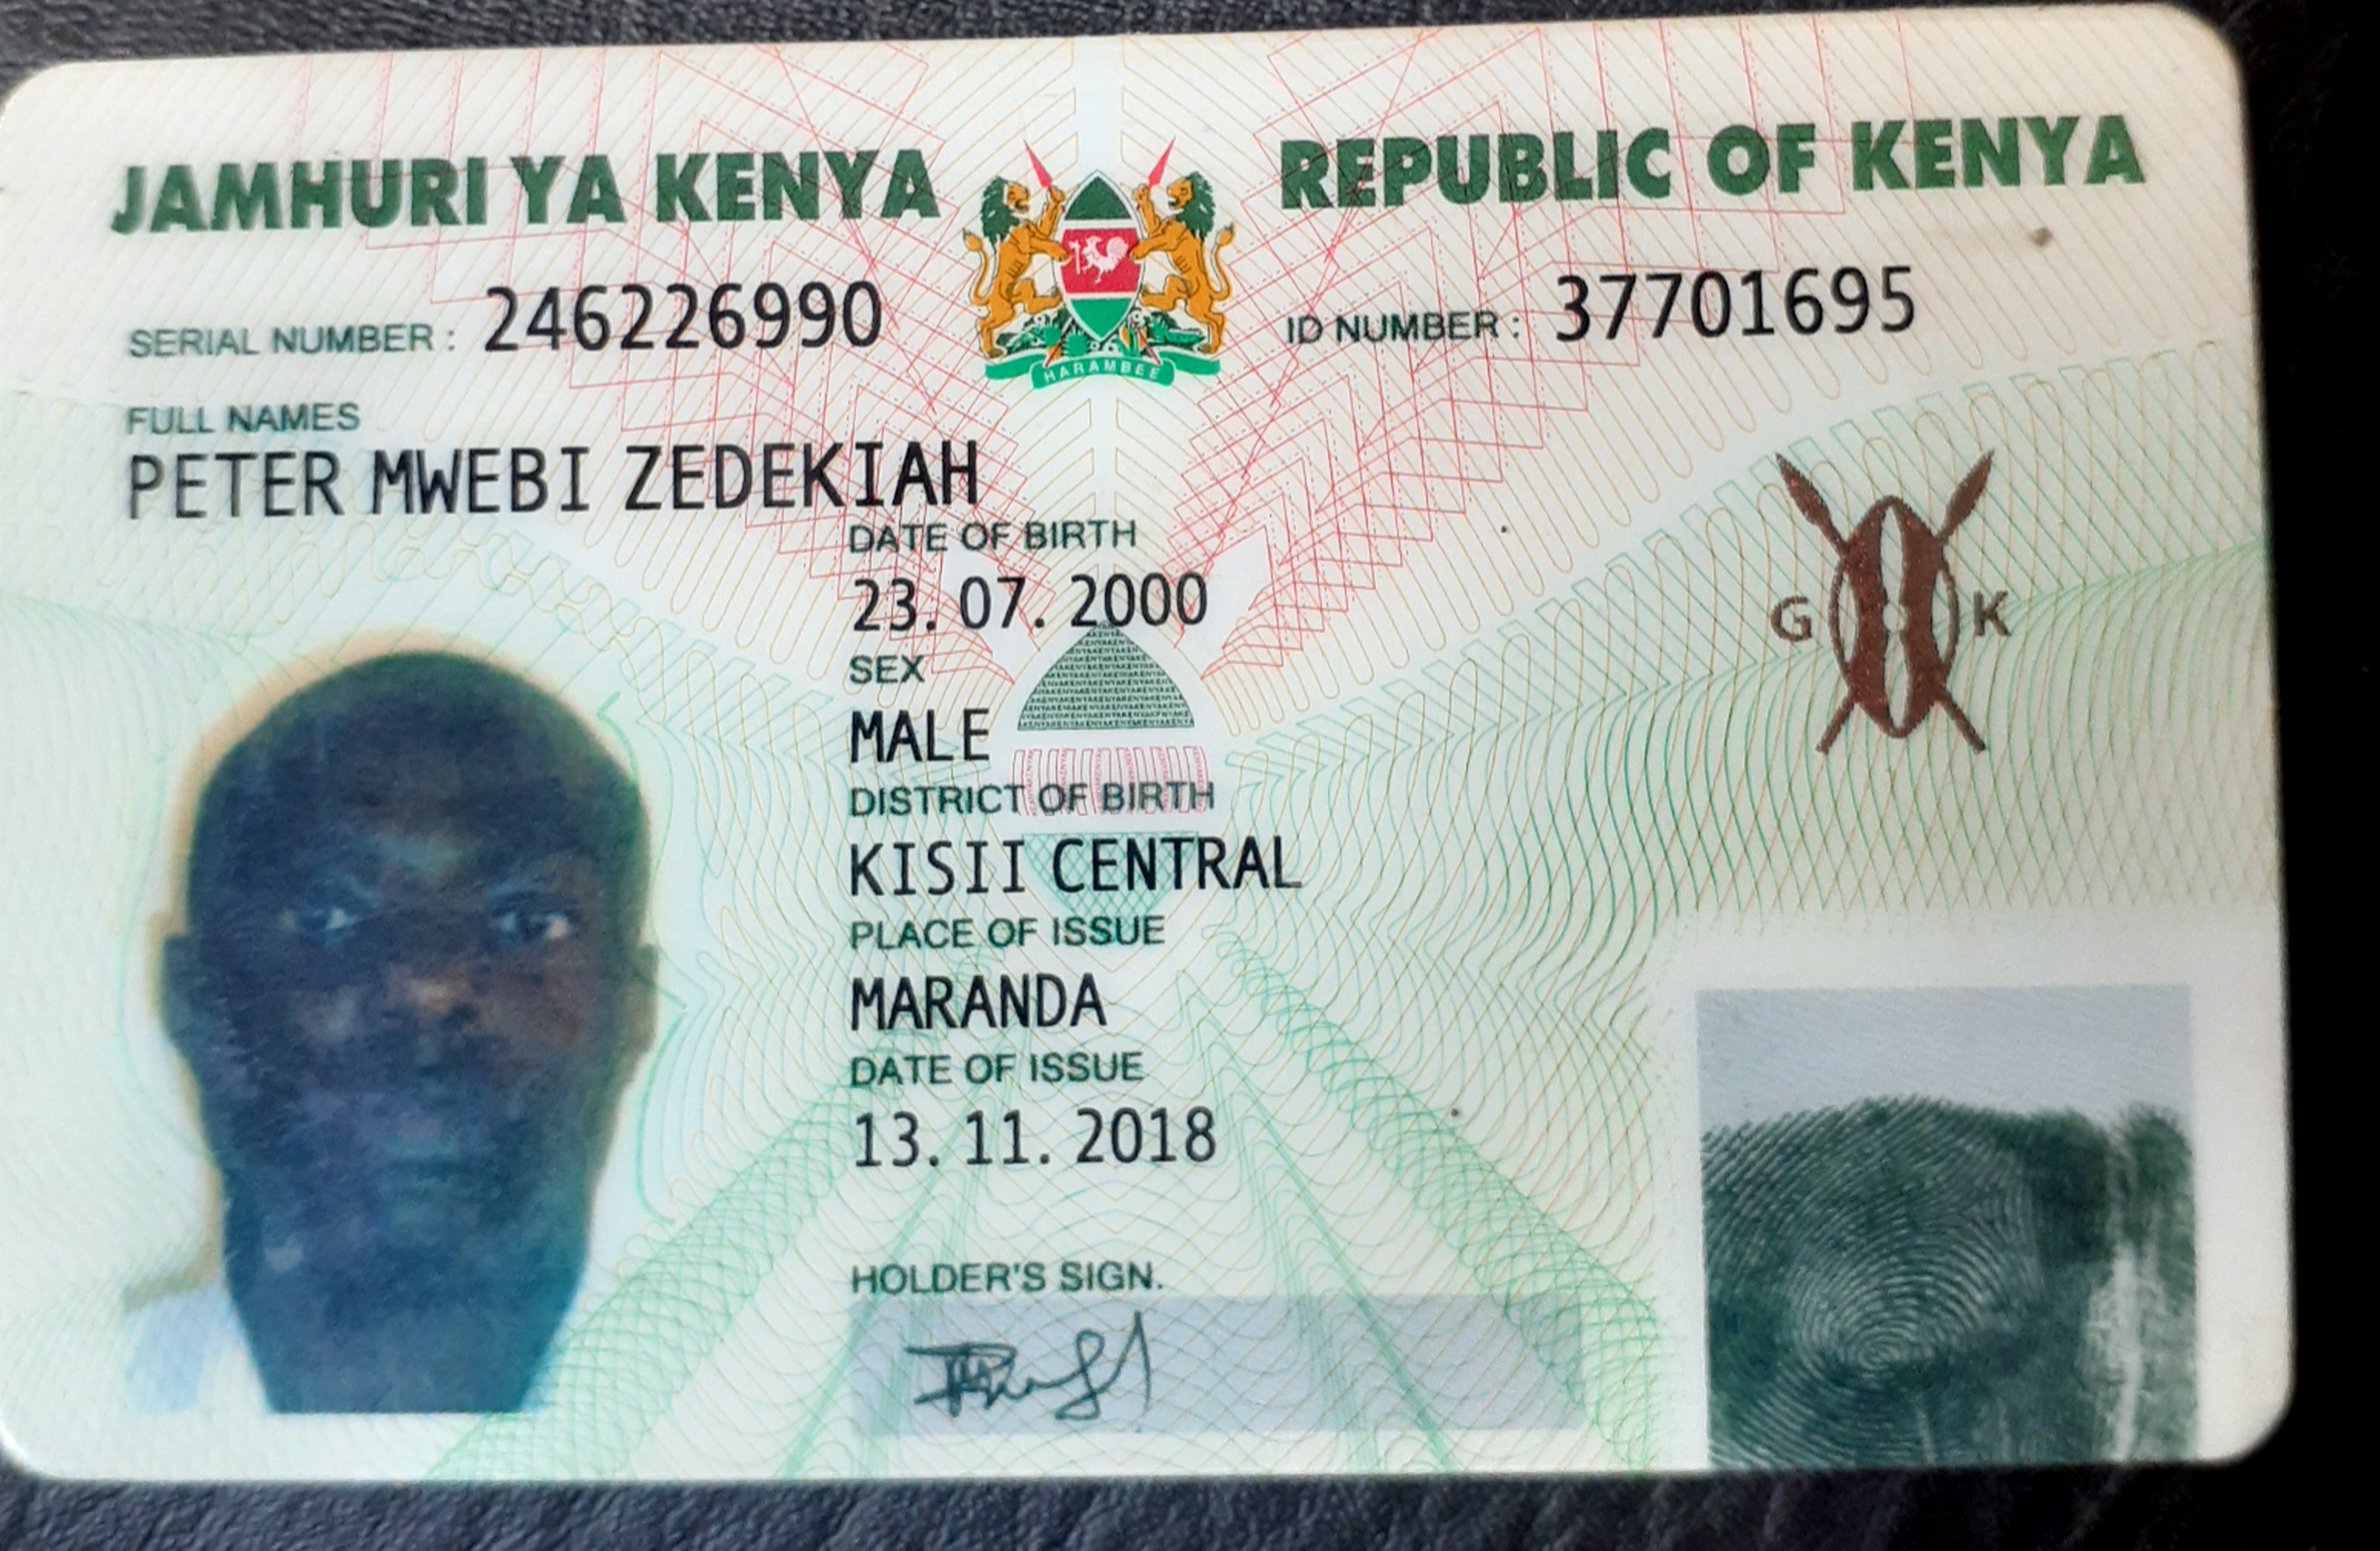 JAMHURI YA KENYA REPUBLIC OF KENYA
HARAMBEE
SERIAL NUMBER : 246226990 ID NUMBER : 37701695
FULL NAMES
PETER MWEBI ZEDEKIAH
DATE OF BIRTH
23. 07. 2000
G K
SEX
MALE
DISTRICT OF BIRTH
KISII CENTRAL
PLACE OF ISSUE
MARANDA
DATE OF ISSUE
13. 11. 2018
HOLDER'S SIGN.